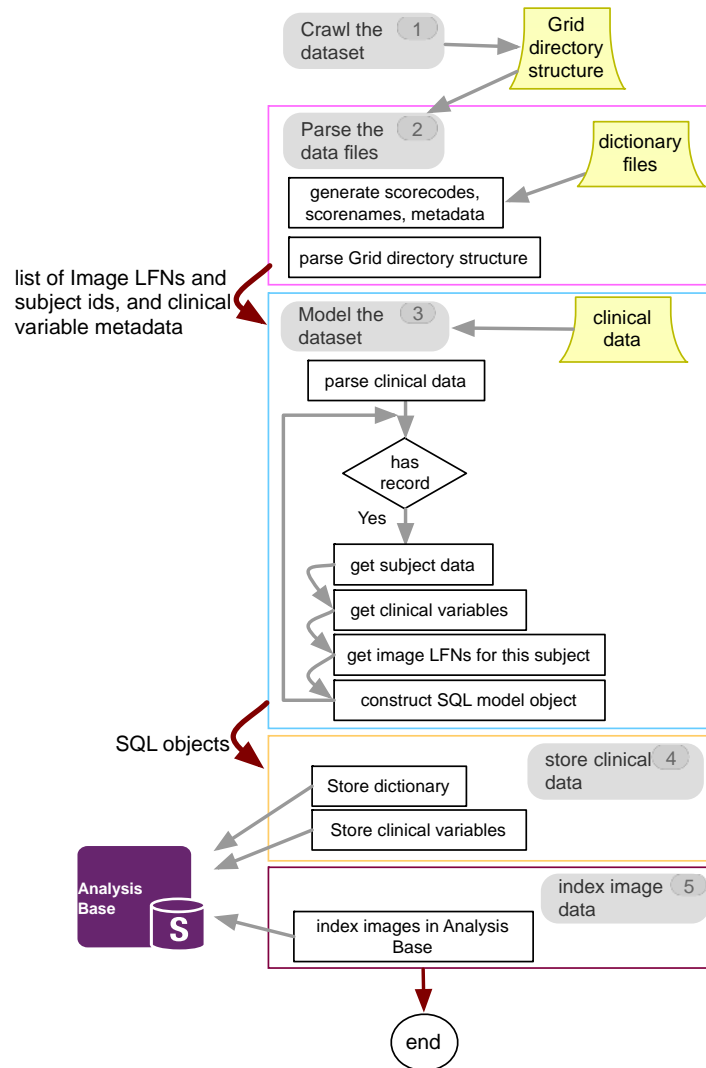 Crawl the
dataset
1
Grid
directory
structure
Parse the
data files
2
dictionary
files
generate scorecodes,
scorenames, metadata
parse Grid directory structure
list of Image LFNs and
subject ids, and clinical
variable metadata
Model the
dataset
3
clinical
data
parse clinical data
has
record
Yes
get subject data
get clinical variables
get image LFNs for this subject
construct SQL model object
SQL objects
store clinical
data
4
Store dictionary
Store clinical variables
Analysis
Base
S
index image
data
5
index images in Analysis
Base
end